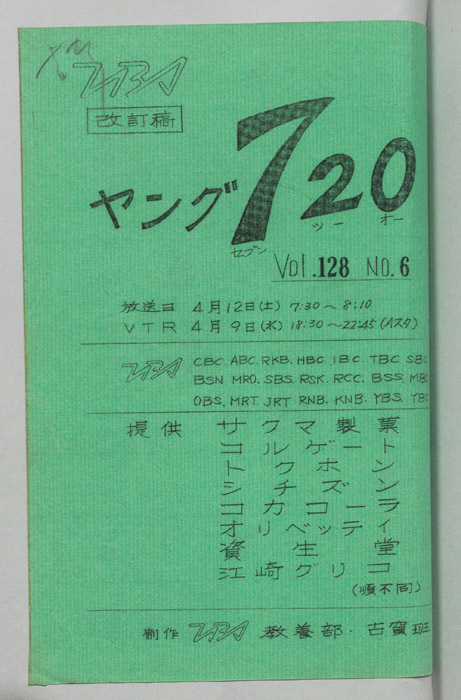 TBS
改訂稿
ヤング720
セブン ツー オー
Vol.128 No.6
放送日 4月12日(土) 7:30~8:10
VTR 4月9日(水) 18:30~22:45(Aスタ)
TBS CBC. ABC. RKB. HBC. IBC. TBC. SBC
BSN. MRO. SBS. RSK. RCC. BSS. MBC
OBS. MRT. JRT. RNB. KNB. YBS. YBC
提供 サクマ製菓
コルゲート
トクホン
シチズン
コカコーラ
オリベッティ
資生堂
江崎グリコ
(順不同)
制作 TBS 教養部・古賀班